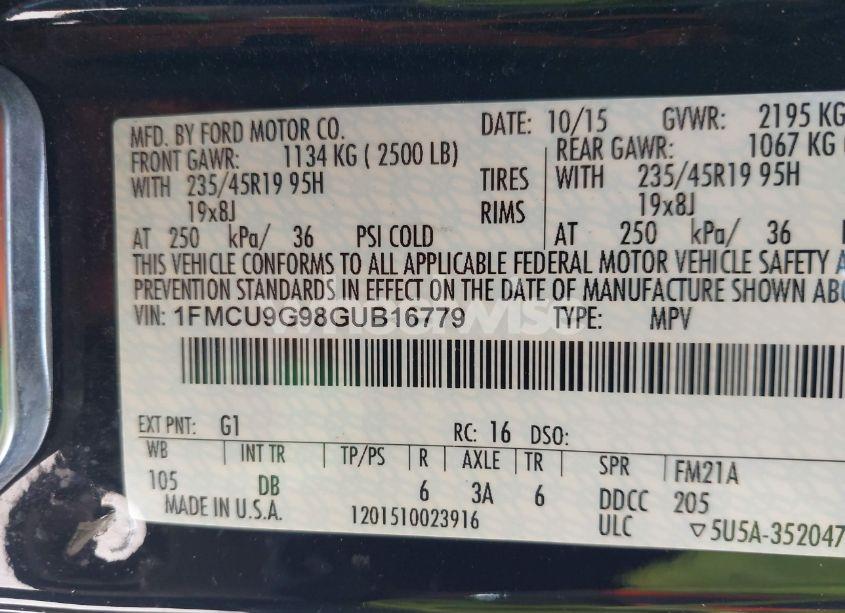 MFD. BY FORD MOTOR CO. DATE: 10/15 GVWR: 2195 KG
FRONT GAWR: 1134 KG ( 2500 LB) REAR GAWR: 1067 KG (
WITH 235/45R19 95H TIRES WITH 235/45R19 95H
19x8J RIMS 19x8J
AT 250 kPa/ 36 PSI COLD AT 250 kPa/ 36
THIS VEHICLE CONFORMS TO ALL APPLICABLE FEDERAL MOTOR VEHICLE SAFETY
PREVENTION STANDARDS IN EFFECT ON THE DATE OF MANUFACTURE SHOWN
VIN: 1FMCU9G98GUB16779 TYPE: MPV
EXT PNT: G1 RC: 16 DSO:
WB INT TR TP/PS R AXLE TR SPR FM21A
105 DB 6 3A 6 DDCC 205
MADE IN U.S.A. 1201510023916 ULC ▽5U5A-352047